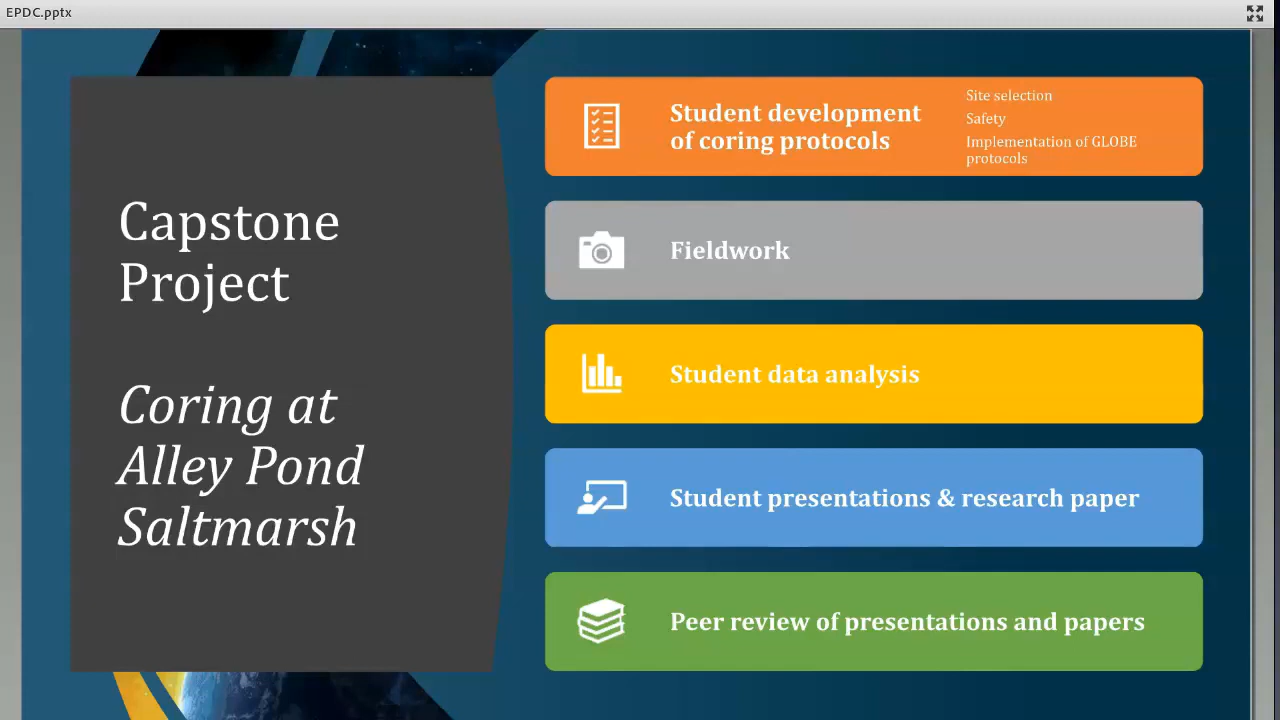 EPDC.pptx
Capstone
Project
Coring at
Alley Pond
Saltmarsh
Student development
of coring protocols
Site selection
Safety
Implementation of GLOBE
protocols
Fieldwork
Student data analysis
Student presentations & research paper
Peer review of presentations and papers